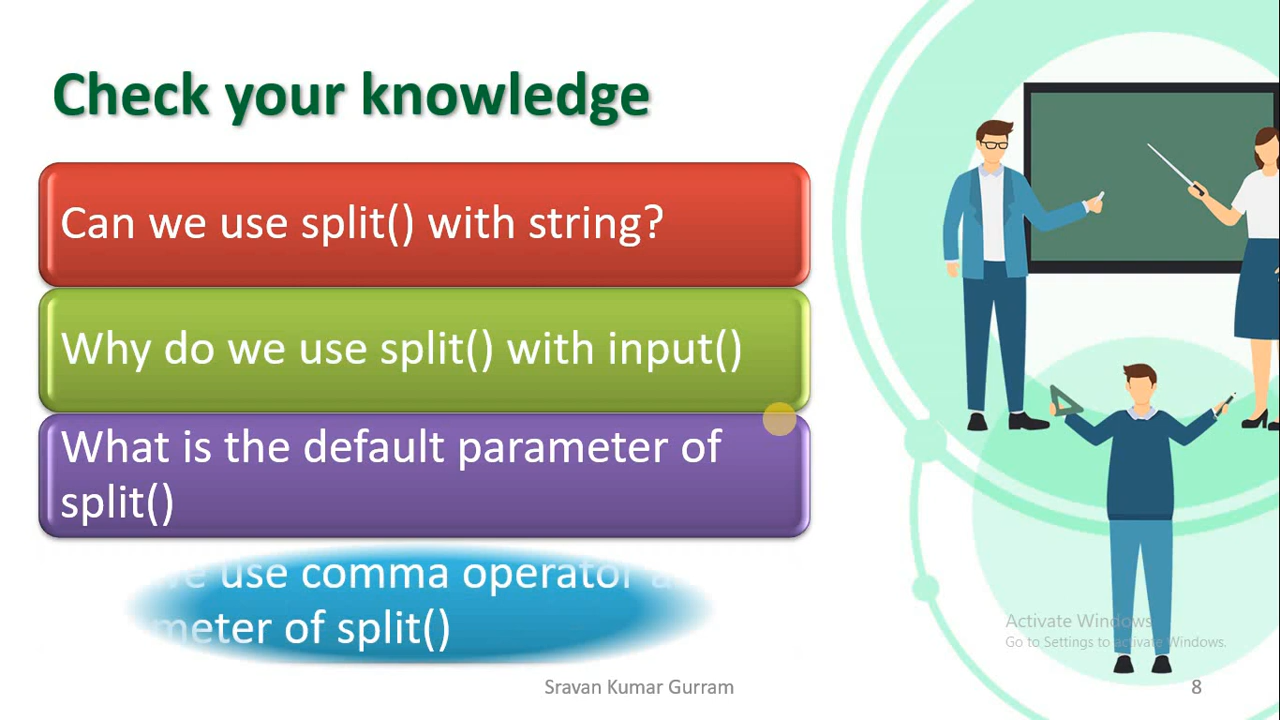 Check your knowledge
Can we use split() with string?
Why do we use split() with input()
What is the default parameter of
split()
use comma operator
of split()
Activate Windows
Go to Settings to activate Windows.
Sravan Kumar Gurram
8